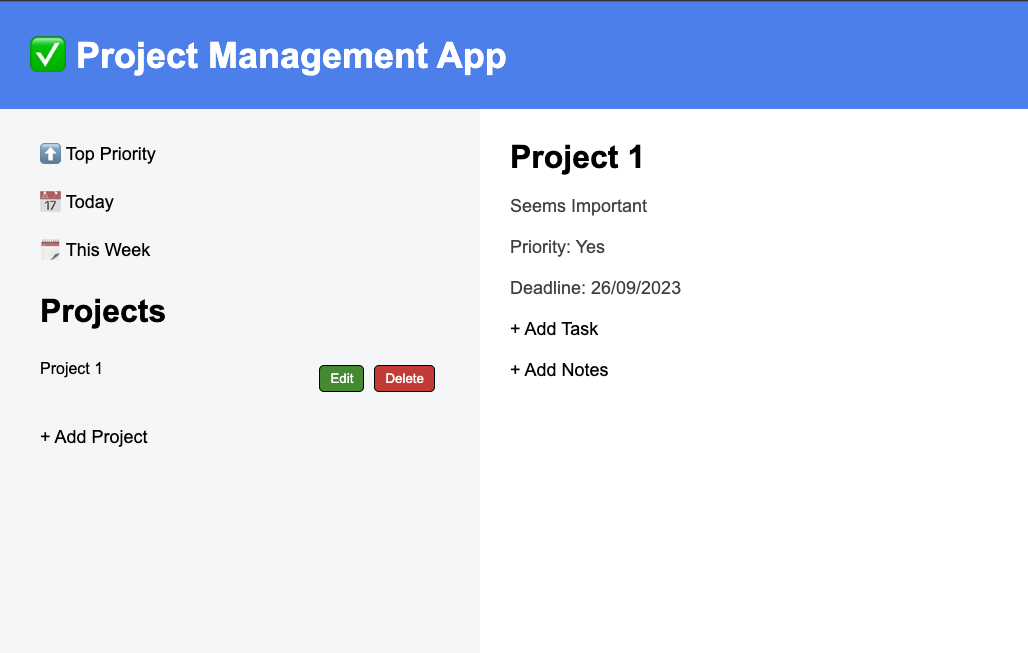 ✅ Project Management App
⬆️ Top Priority
📅 Today
🗓️ This Week
Projects
Project 1
Edit
Delete
+ Add Project
Project 1
Seems Important
Priority: Yes
Deadline: 26/09/2023
+ Add Task
+ Add Notes